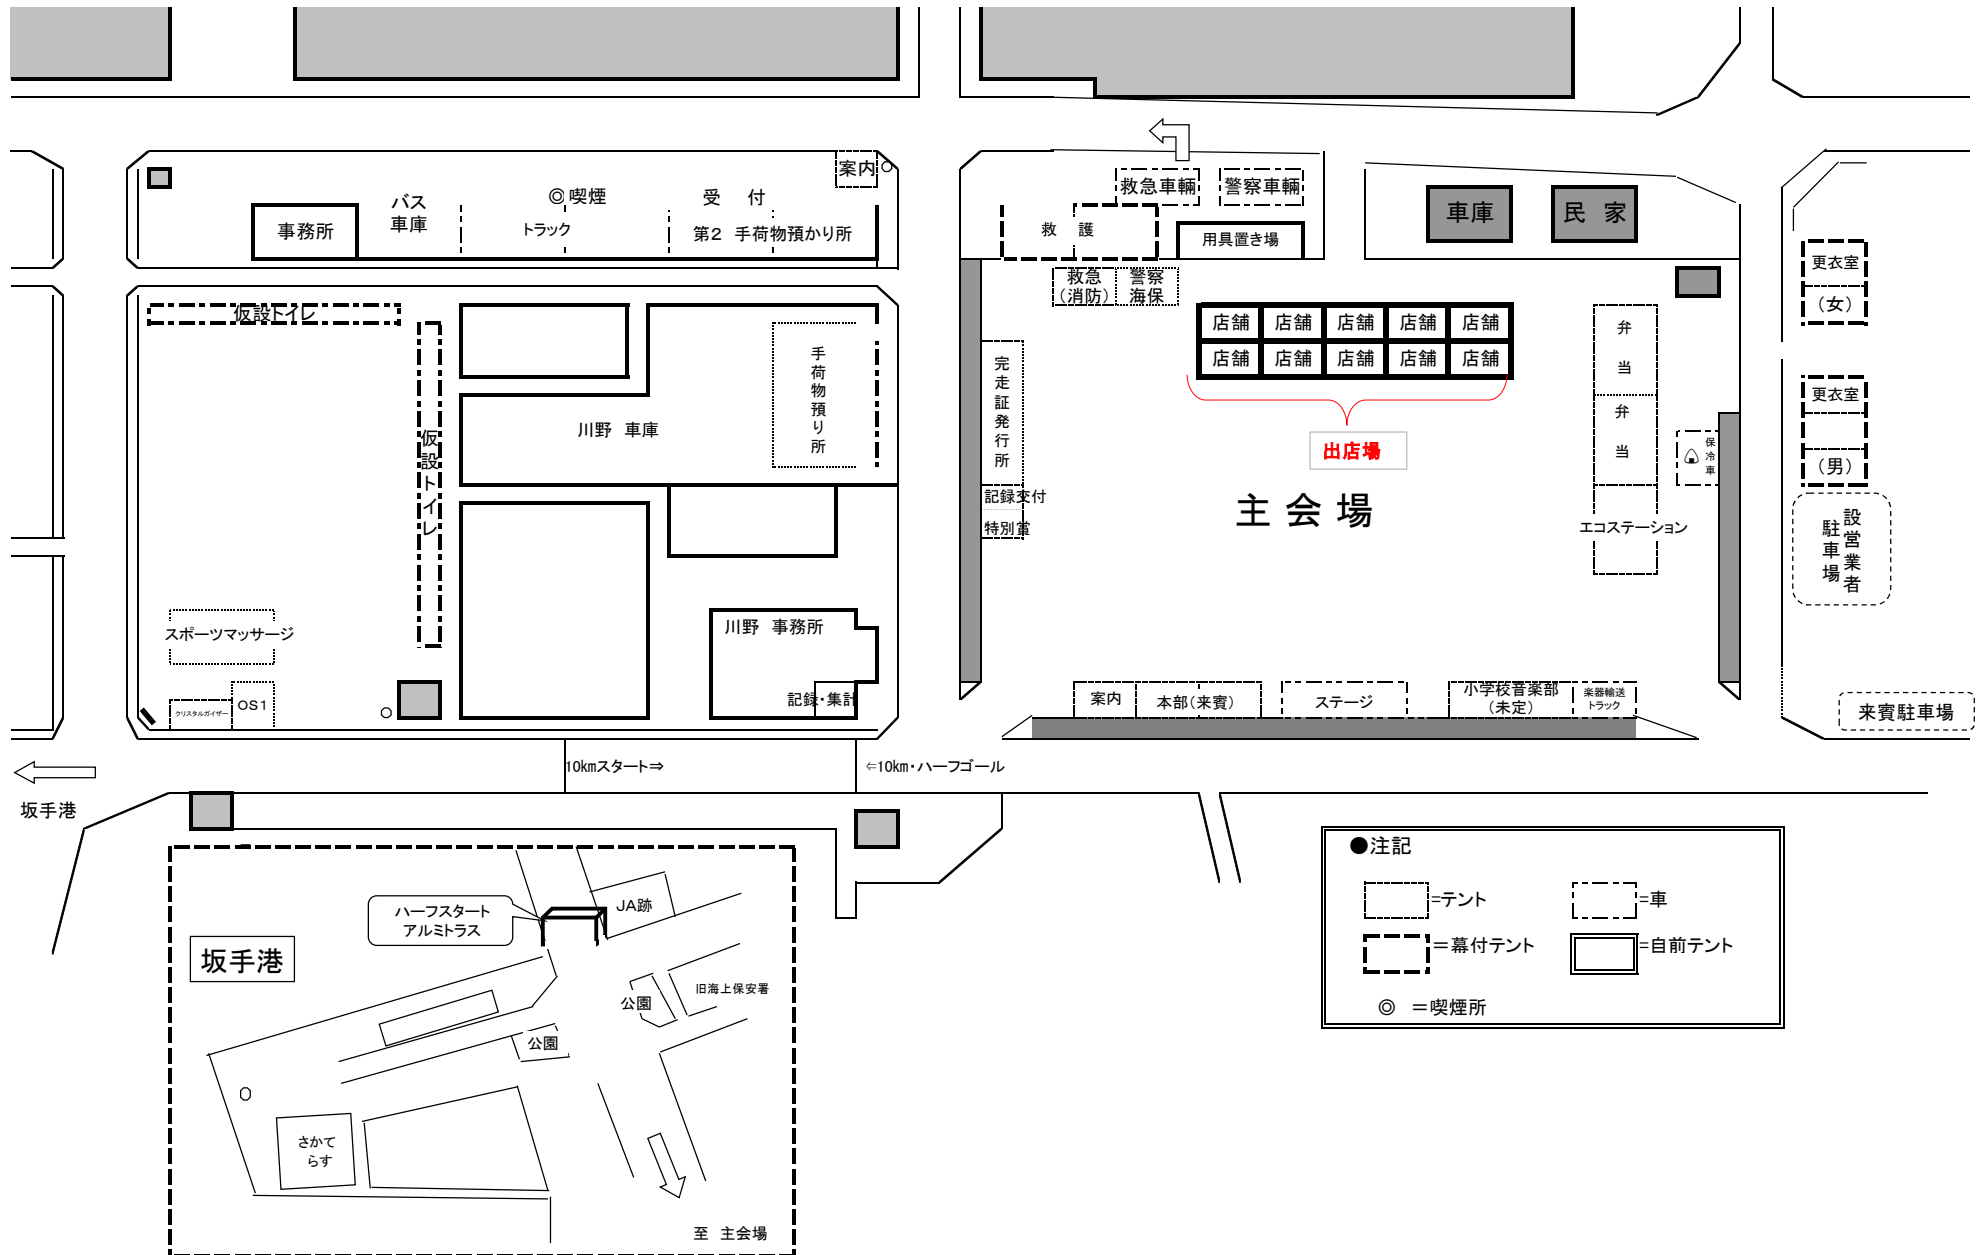 案内
◎喫煙
受　付
バス
車庫
事務所
トラック
第2　手荷物預かり所
救急車輌
警察車輌
救　護
用具置き場
車庫
民　家
救急
(消防)
警察
海保
更衣室
(女)
仮設トイレ
仮設トイレ
手荷物預り所
川野　車庫
完走証発行所
記録交付
特別賞
店舗
店舗
店舗
店舗
店舗
店舗
店舗
店舗
店舗
店舗
出店場
主会場
弁当
弁当
保冷車
エコステーション
更衣室
(男)
設営業者
駐車場
来賓駐車場
スポーツマッサージ
OS1
クリスタルガイザー
川野　事務所
記録・集計
案内
本部(来賓)
ステージ
小学校音楽部
(未定)
楽器輸送
トラック
10kmスタート⇒
⇐10km・ハーフゴール
坂手港
ハーフスタート
アルミトラス
JA跡
坂手港
公園
旧海上保安署
公園
さかて
らす
至　主会場
●注記
=テント
=車
＝幕付テント
=自前テント
◎　＝喫煙所